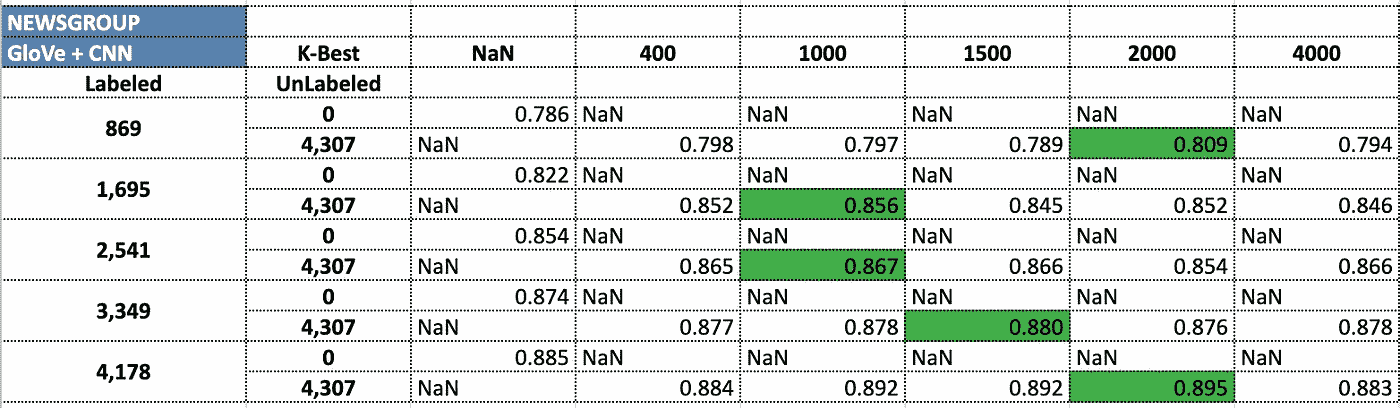 NEWSGROUP
GloVe + CNN K-Best NaN 400 1000 1500 2000 4000
Labeled UnLabeled
869 0 0.786 NaN NaN NaN NaN NaN
4,307 NaN 0.798 0.797 0.789 0.809 0.794
1,695 0 0.822 NaN NaN NaN NaN NaN
4,307 NaN 0.852 0.856 0.845 0.852 0.846
2,541 0 0.854 NaN NaN NaN NaN NaN
4,307 NaN 0.865 0.867 0.866 0.854 0.866
3,349 0 0.874 NaN NaN NaN NaN NaN
4,307 NaN 0.877 0.878 0.880 0.876 0.878
4,178 0 0.885 NaN NaN NaN NaN NaN
4,307 NaN 0.884 0.892 0.892 0.895 0.883